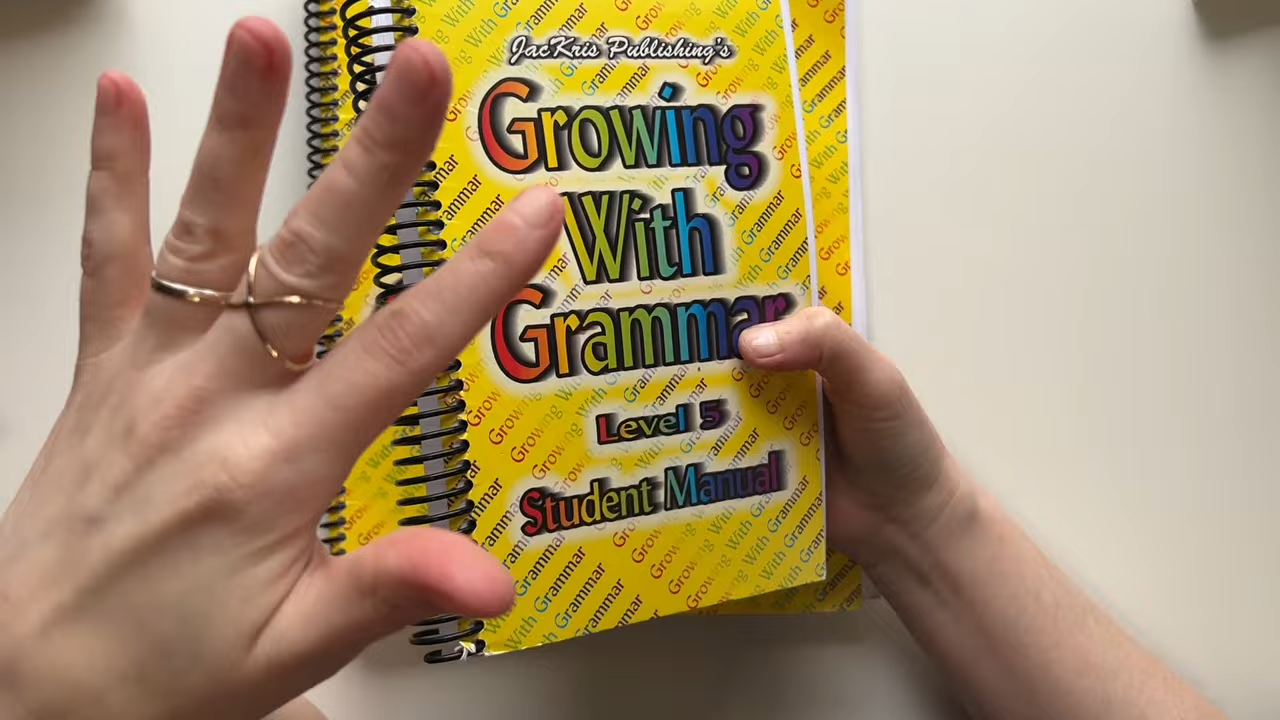 JacKris Publishing's
Growing
With
Grammar
Level 5
Student Manual